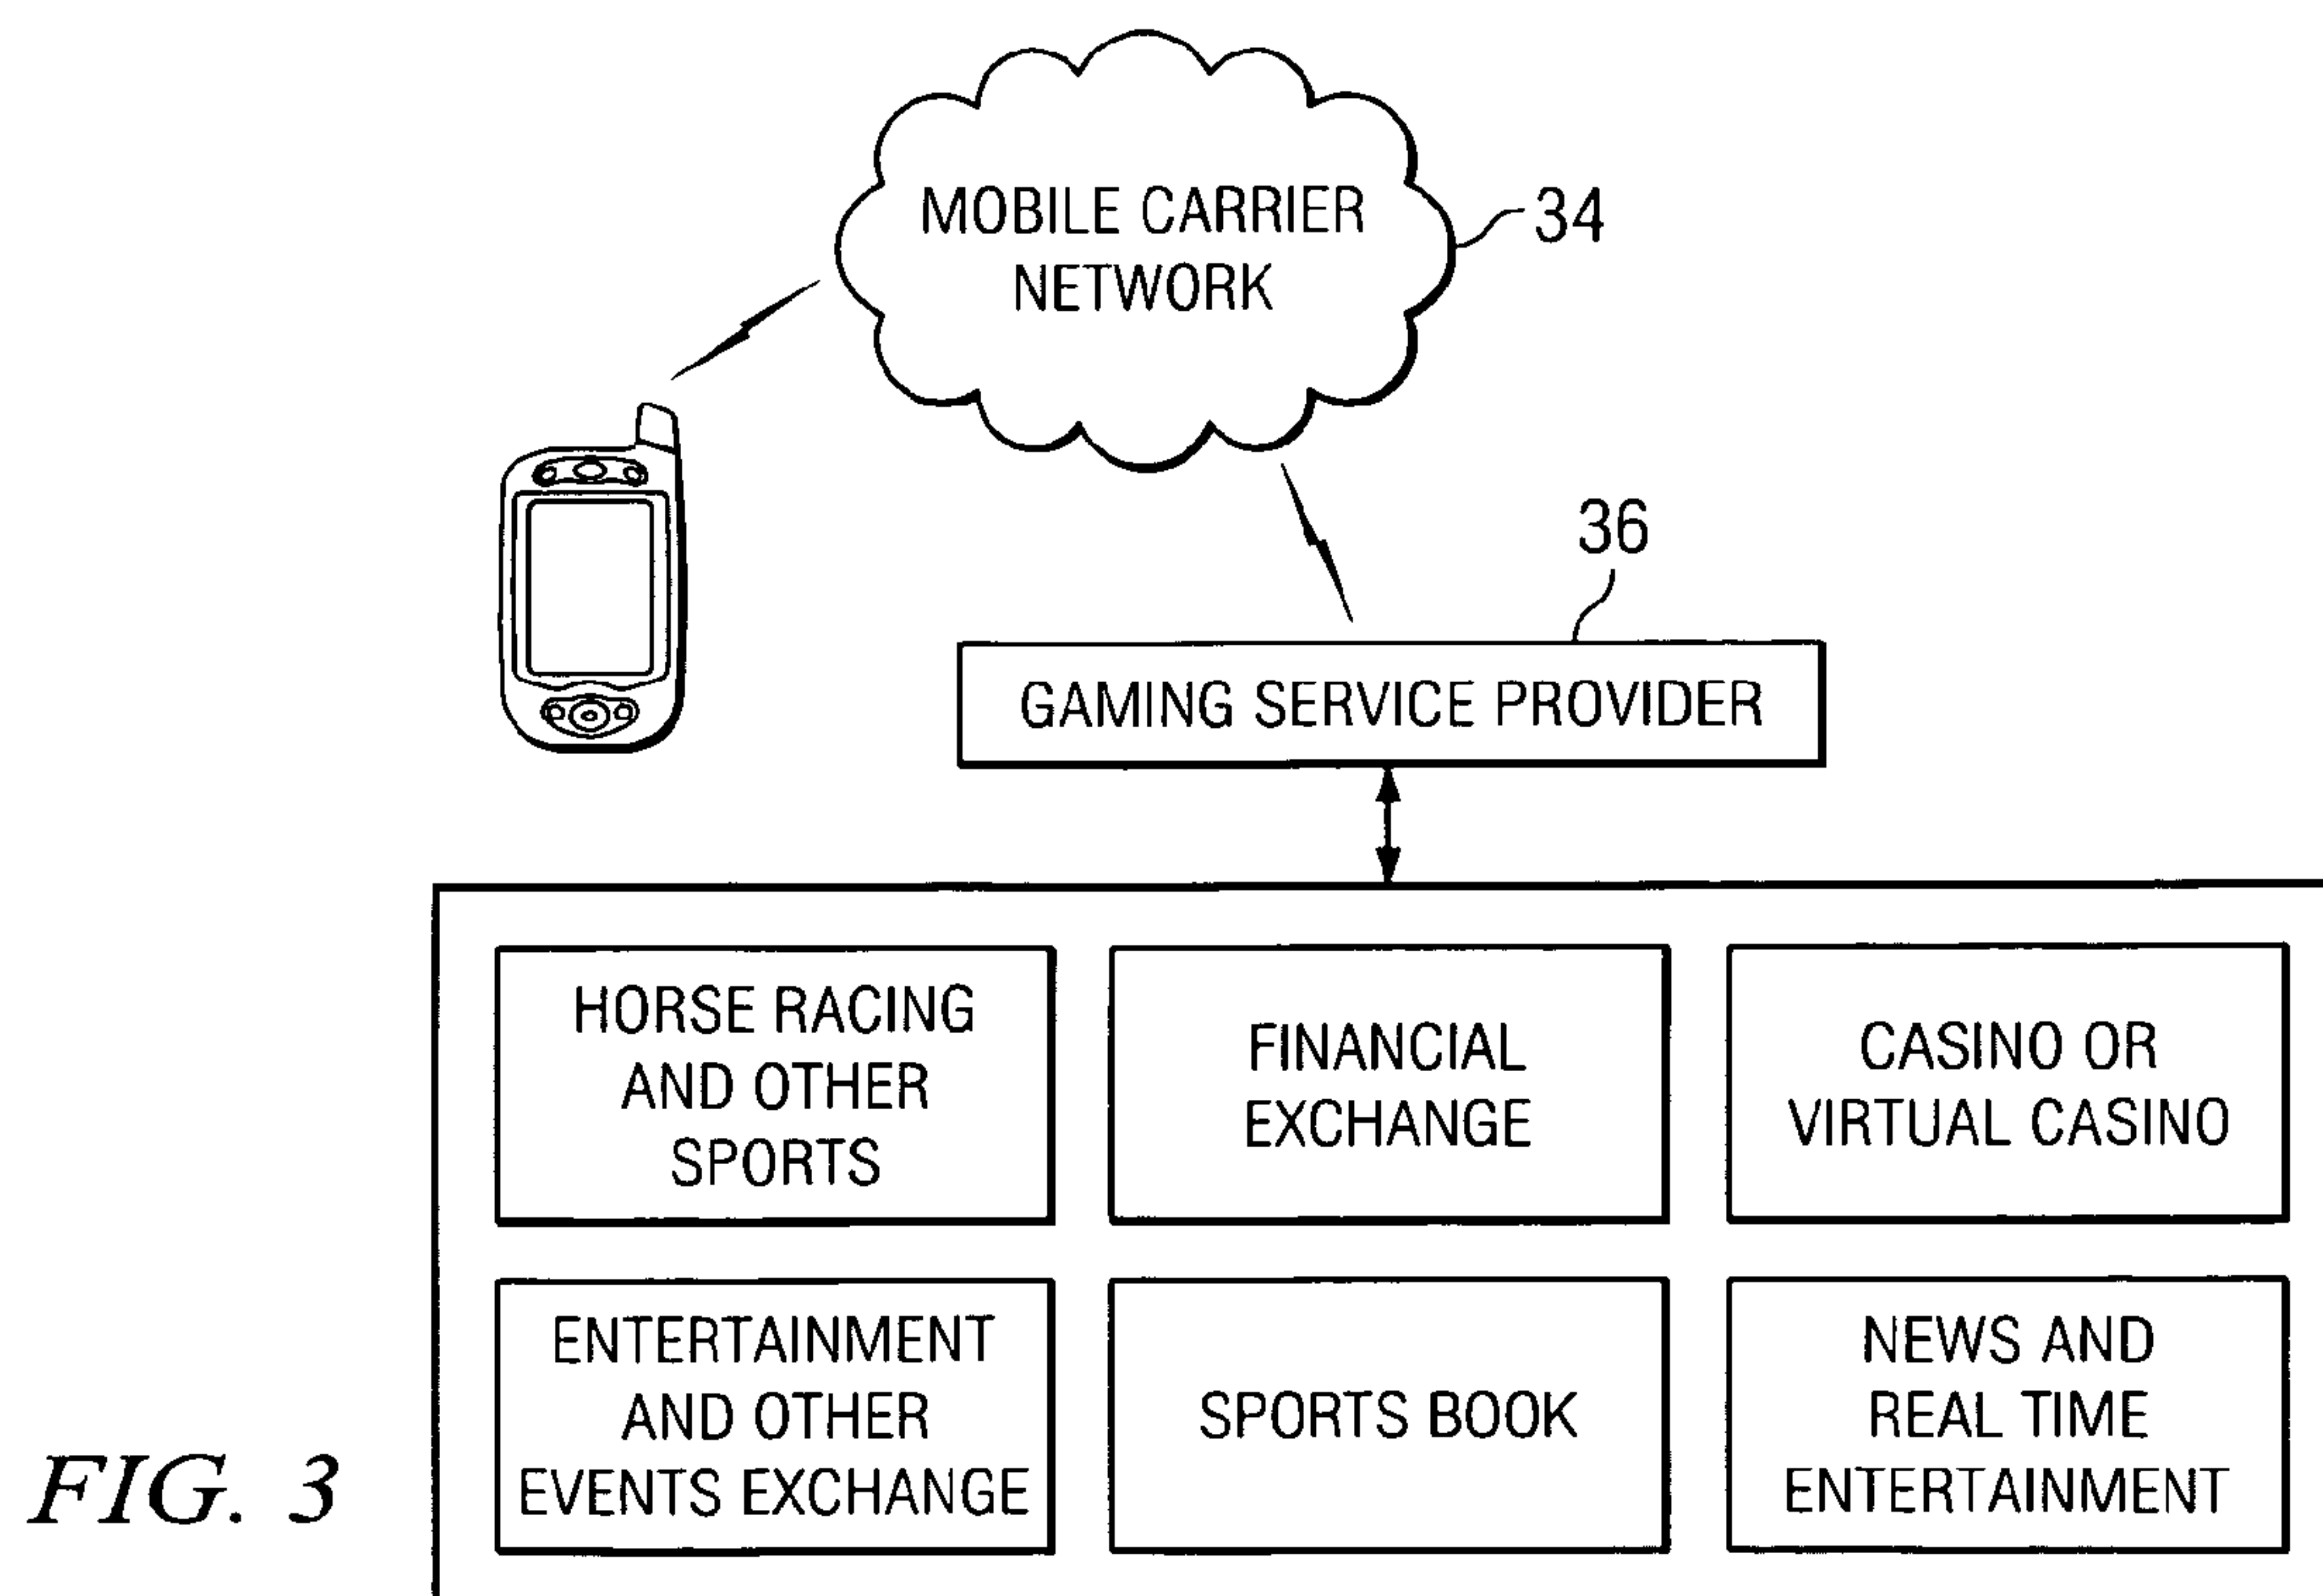 MOBILE CARRIER
NETWORK
34
36
GAMING SERVICE PROVIDER
HORSE RACING
AND OTHER
SPORTS
FINANCIAL
EXCHANGE
CASINO OR
VIRTUAL CASINO
ENTERTAINMENT
AND OTHER
EVENTS EXCHANGE
SPORTS BOOK
NEWS AND
REAL TIME
ENTERTAINMENT
FIG. 3